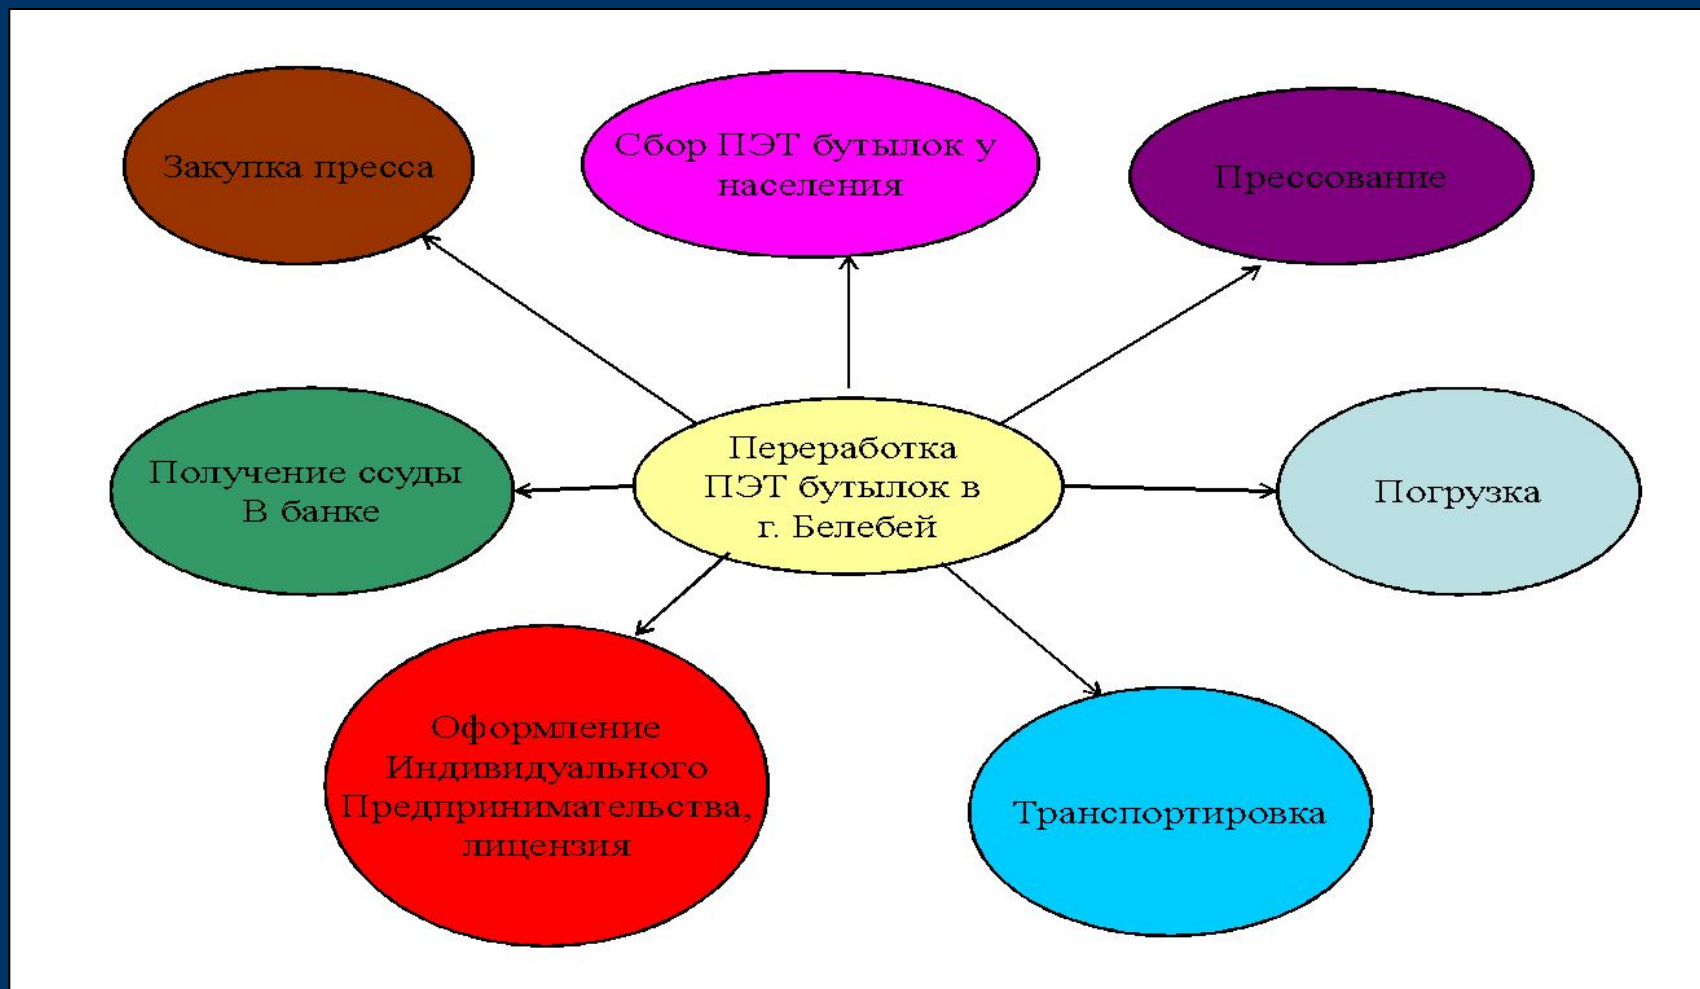 Закупка пресса
Сбор ПЭТ бутылок у
населения
Прессование
Получение ссуды
В банке
Переработка
ПЭТ бутылок в
г. Белебей
Погрузка
Оформление
Индивидуального
Предпринимательства,
лицензия
Транспортировка